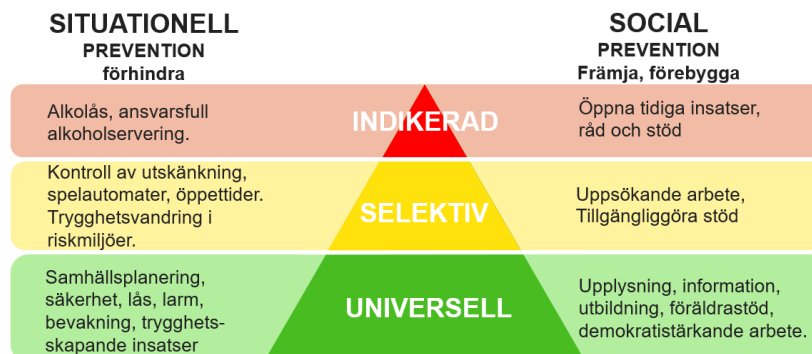 SITUATIONELL
PREVENTION
förhindra
SOCIAL
PREVENTION
Främja, förebygga
Alkolås, ansvarsfull
alkoholservering.
INDIKERAD
Öppna tidiga insatser,
råd och stöd
Kontroll av utskänkning,
spelautomater, öppettider.
Trygghetsvandring i
riskmiljöer.
SELEKTIV
Uppsökande arbete,
Tillgängliggöra stöd
Samhällsplanering,
säkerhet, lås, larm,
bevakning, trygghets-
skapande insatser
UNIVERSELL
Upplysning, information,
utbildning, föräldrastöd,
demokratistärkande arbete.